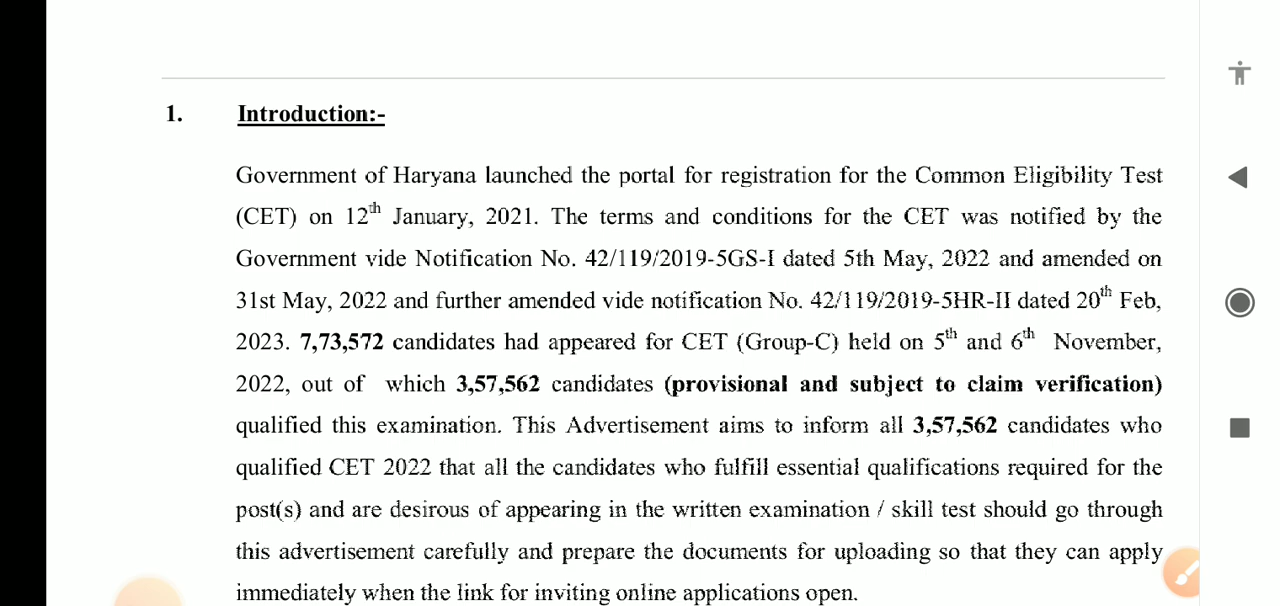 1. Introduction:-
Government of Haryana launched the portal for registration for the Common Eligibility Test
(CET) on 12th January, 2021. The terms and conditions for the CET was notified by the
Government vide Notification No. 42/119/2019-5GS-I dated 5th May, 2022 and amended on
31st May, 2022 and further amended vide notification No. 42/119/2019-5HR-II dated 20th Feb,
2023. 7,73,572 candidates had appeared for CET (Group-C) held on 5th and 6th November,
2022, out of which 3,57,562 candidates (provisional and subject to claim verification)
qualified this examination. This Advertisement aims to inform all 3,57,562 candidates who
qualified CET 2022 that all the candidates who fulfill essential qualifications required for the
post(s) and are desirous of appearing in the written examination / skill test should go through
this advertisement carefully and prepare the documents for uploading so that they can apply
immediately when the link for inviting online applications open.